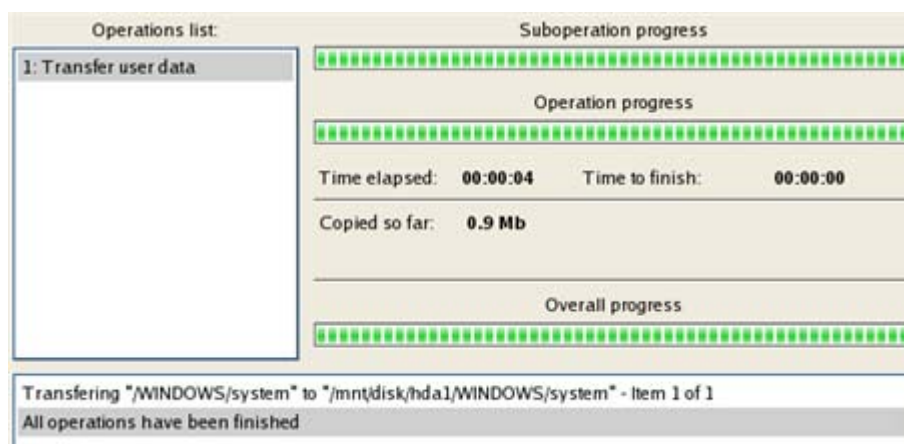 Operations list:
1: Transfer user data
Suboperation progress
Operation progress
Time elapsed: 00:00:04 Time to finish: 00:00:00
Copied so far: 0.9 Mb
Overall progress
Transfering "/WINDOWS/system" to "/mnt/disk/hda1/WINDOWS/system" - Item 1 of 1
All operations have been finished